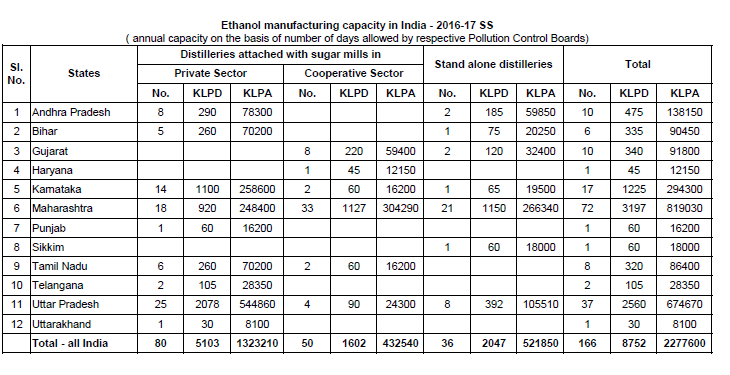 Ethanol manufacturing capacity in India - 2016-17 SS
( annual capacity on the basis of number of days allowed by respective Pollution Control Boards)
Sl. No. States Distilleries attached with sugar mills in Stand alone distilleries Total
Private Sector Cooperative Sector
No. KLPD KLPA No. KLPD KLPA No. KLPD KLPA No. KLPD KLPA
1 Andhra Pradesh 8 290 78300 2 185 59850 10 475 138150
2 Bihar 5 260 70200 1 75 20250 6 335 90450
3 Gujarat 8 220 59400 2 120 32400 10 340 91800
4 Haryana 1 45 12150 1 45 12150
5 Karnataka 14 1100 258600 2 60 16200 1 65 19500 17 1225 294300
6 Maharashtra 18 920 248400 33 1127 304290 21 1150 266340 72 3197 819030
7 Punjab 1 60 16200 1 60 16200
8 Sikkim 1 60 18000 1 60 18000
9 Tamil Nadu 6 260 70200 2 60 16200 8 320 86400
10 Telangana 2 105 28350 2 105 28350
11 Uttar Pradesh 25 2078 544860 4 90 24300 8 392 105510 37 2560 674670
12 Uttarakhand 1 30 8100 1 30 8100
Total - all India 80 5103 1323210 50 1602 432540 36 2047 521850 166 8752 2277600